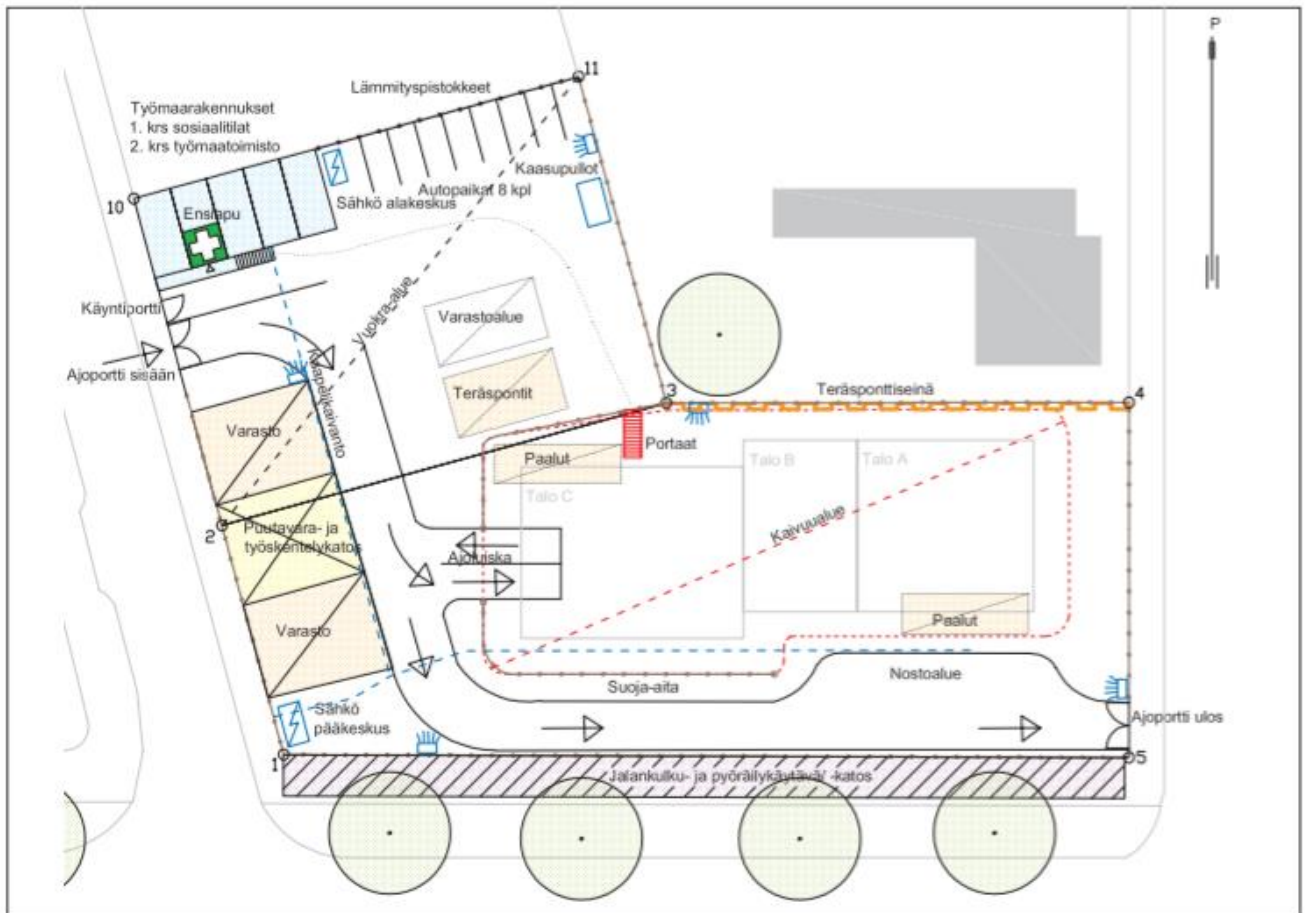 P
11
Lämmityspistokkeet
Työmaarakennukset
1. krs sosiaalitilat
2. krs työmaatoimisto
Kaasupullot
Autopaikat 8 kpl
Sähkö alakeskus
10
Ensiapu
Käyntiportti
Vuokra-alue
Varastoalue
Ajoportti sisään
Kaapelikaivanto
Teräspontit
3
Teräsponttiseinä
4
Varasto
Portaat
Paalut
Talo B
Talo A
Talo C
Kaivuualue
2
Puutavara- ja
työskentelykatos
Ajoluiska
Paalut
Varasto
Nostoalue
Suoja-aita
Sähkö
pääkeskus
Ajoportti ulos
1
5
Jalankulku- ja pyöräilykäytävä/ -katos